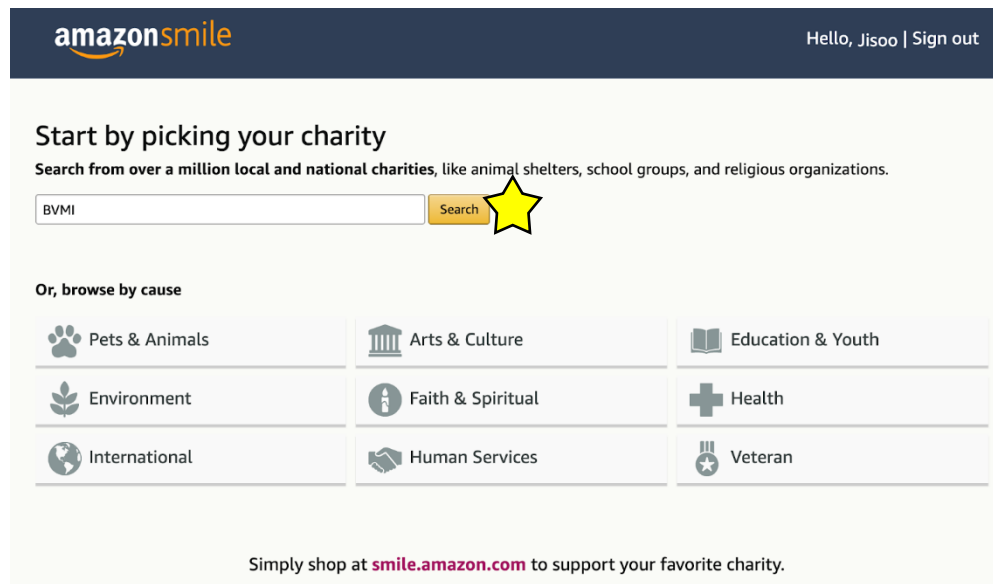 amazonsmile
Hello, Jisoo | Sign out
Start by picking your charity
Search from over a million local and national charities, like animal shelters, school groups, and religious organizations.
BVMI Search
Or, browse by cause
Pets & Animals Arts & Culture Education & Youth
Environment Faith & Spiritual Health
International Human Services Veteran
Simply shop at smile.amazon.com to support your favorite charity.